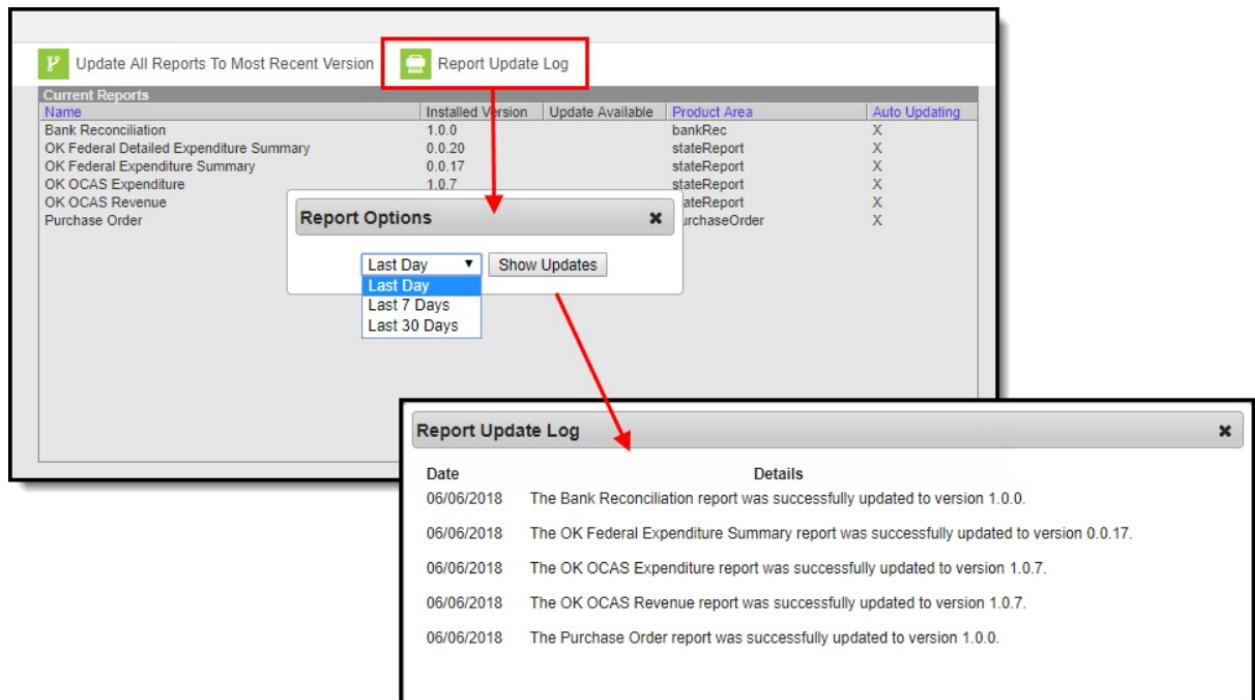 Update All Reports To Most Recent Version Report Update Log
Current Reports
Name Installed Version Update Available Product Area Auto Updating
Bank Reconciliation 1.0.0 bankRec X
OK Federal Detailed Expenditure Summary 0.0.20 stateReport X
OK Federal Expenditure Summary 0.0.17 stateReport X
OK OCAS Expenditure 1.0.7 stateReport X
OK OCAS Revenue X
Purchase Order X
Report Options
Last Day Show Updates
Last Day
Last 7 Days
Last 30 Days
Report Update Log
Date Details
06/06/2018 The Bank Reconciliation report was successfully updated to version 1.0.0.
06/06/2018 The OK Federal Expenditure Summary report was successfully updated to version 0.0.17.
06/06/2018 The OK OCAS Expenditure report was successfully updated to version 1.0.7.
06/06/2018 The OK OCAS Revenue report was successfully updated to version 1.0.7.
06/06/2018 The Purchase Order report was successfully updated to version 1.0.0.